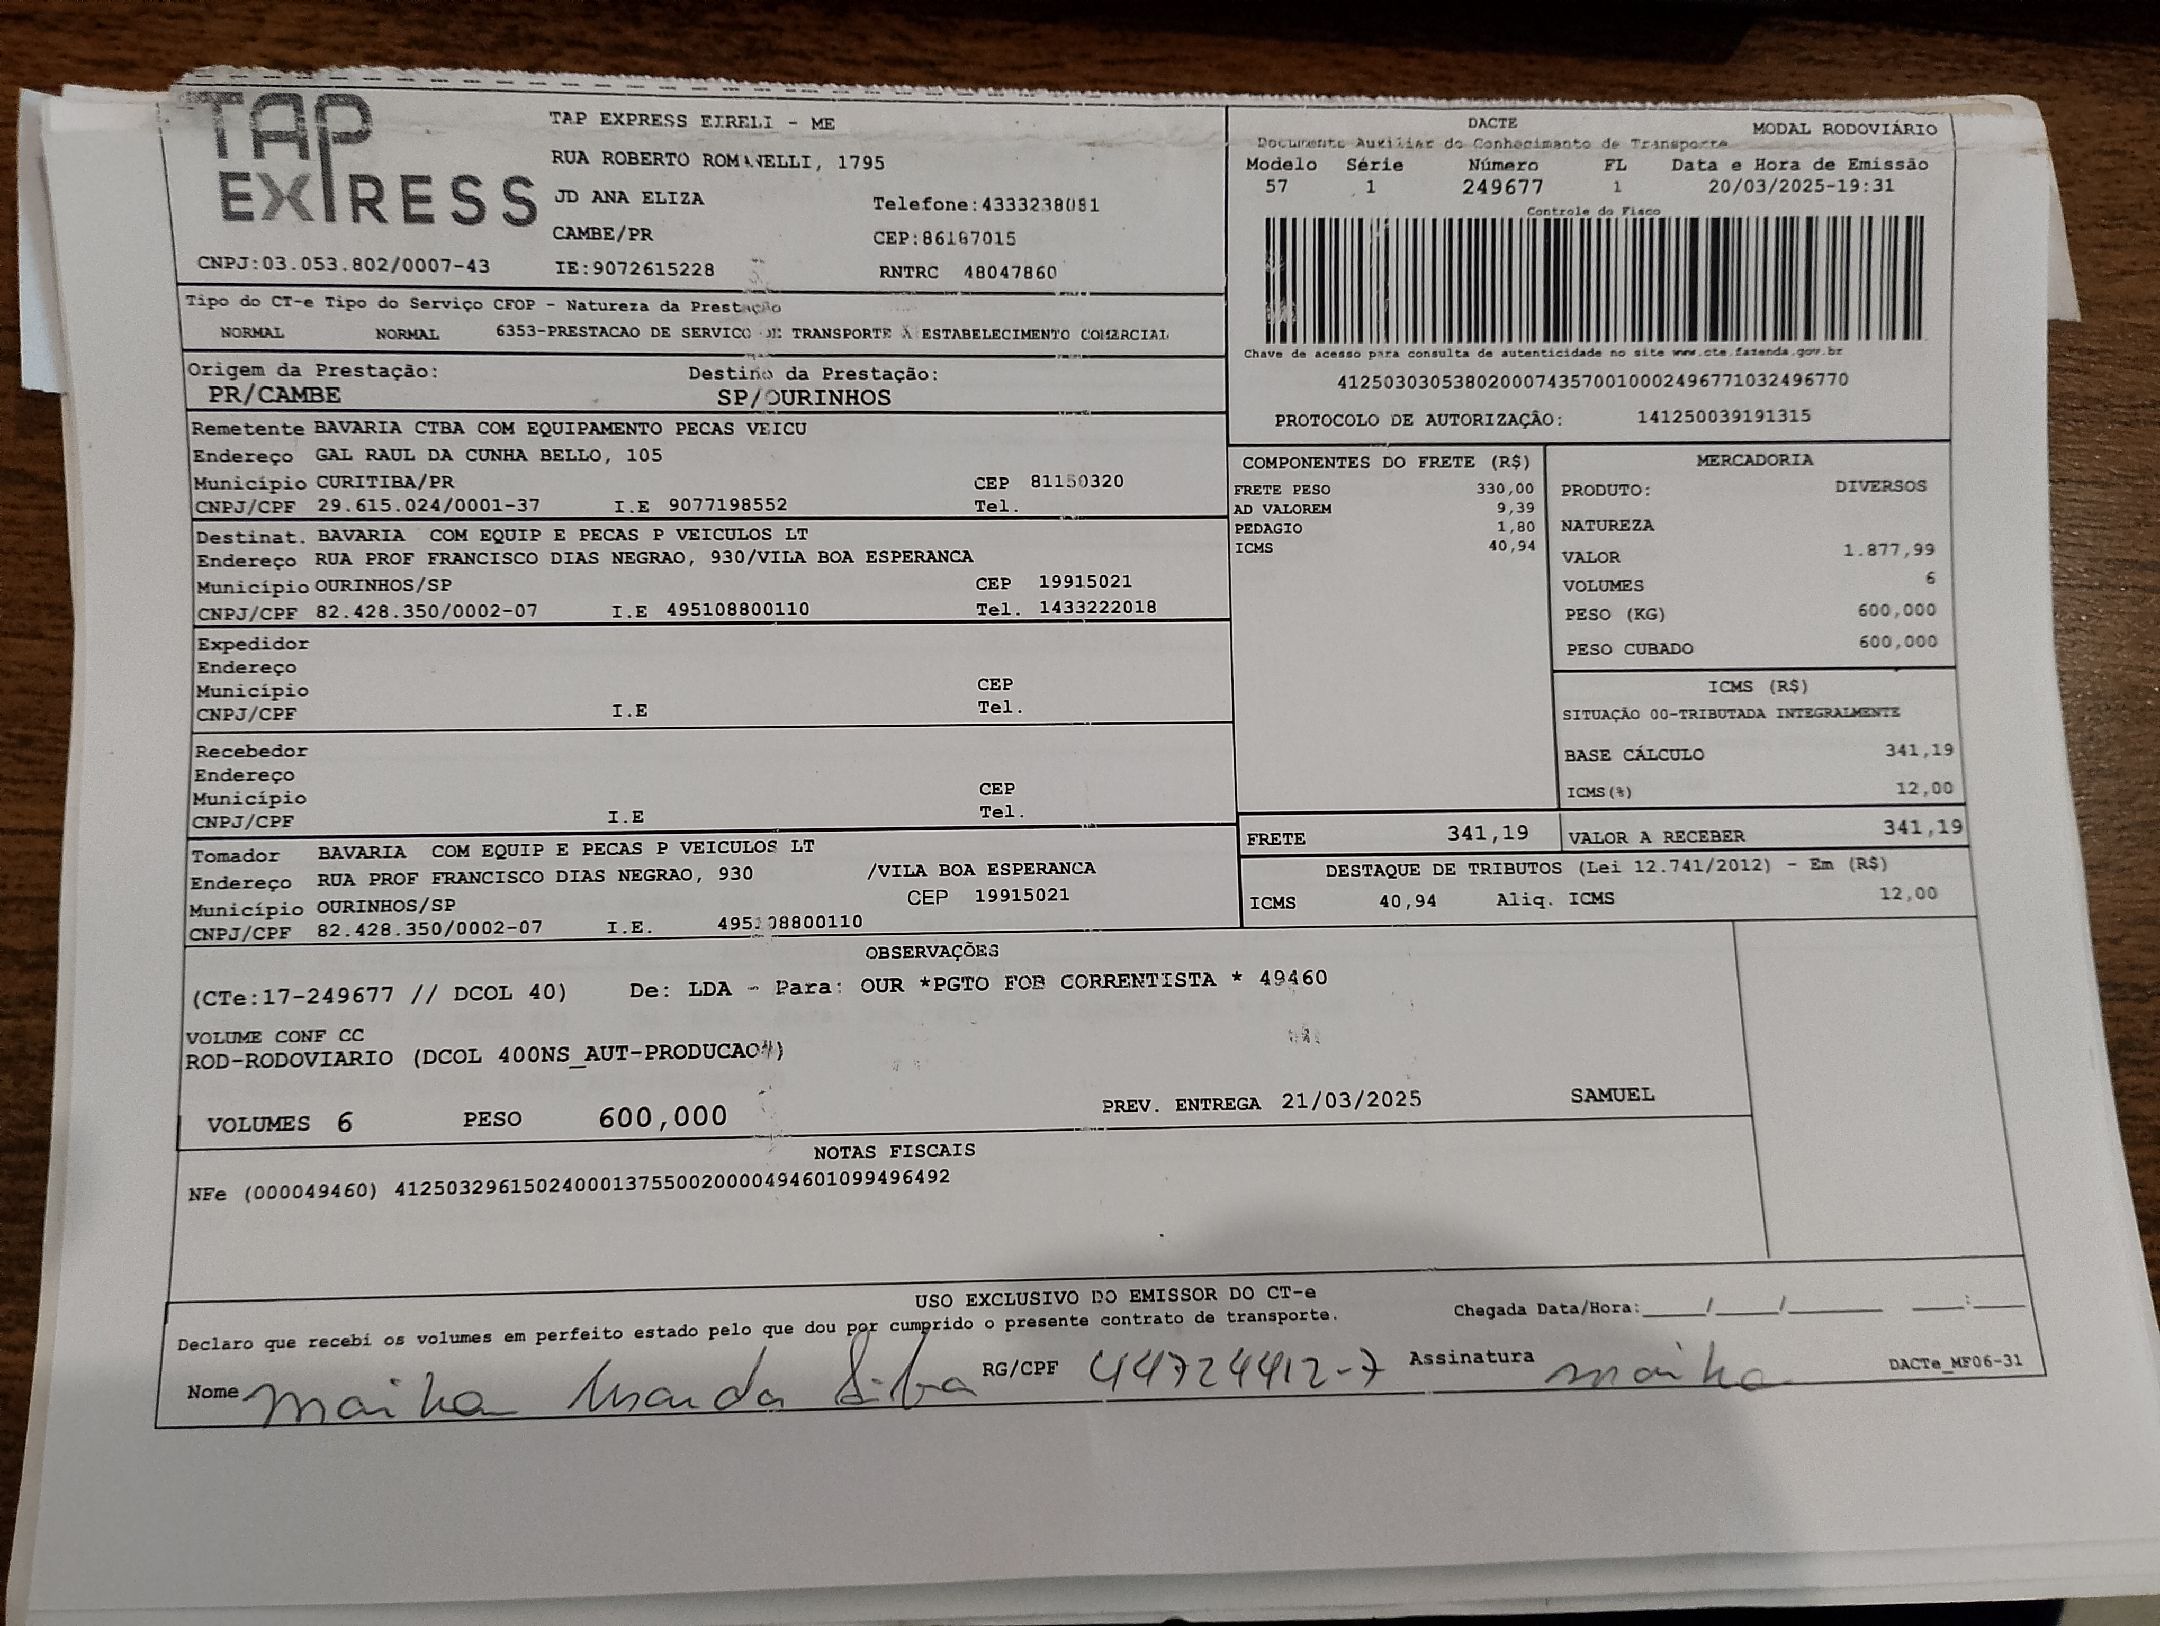 TAP EXPRESS
TAP EXPRESS EIRELI - ME
RUA ROBERTO ROMANELLI, 1795
JD ANA ELIZA Telefone:4333238081
CAMBE/PR CEP:86187015
CNPJ:03.053.802/0007-43 IE:9072615228 RNTRC 48047860
DACTE MODAL RODOVIÁRIO
Documento Auxiliar do Conhecimento de Transporte
Modelo Série Número FL Data e Hora de Emissão
57 1 249677 1 20/03/2025-19:31
Controle do Fisco
Chave de acesso para consulta de autenticidade no site www.cte.fazenda.gov.br
41250303053802000743570010002496771032496770
PROTOCOLO DE AUTORIZAÇÃO: 141250039191315
Tipo do CT-e Tipo do Serviço CFOP - Natureza da Prestação
NORMAL NORMAL 6353-PRESTACAO DE SERVICO DE TRANSPORTE A ESTABELECIMENTO COMERCIAL
Origem da Prestação: Destino da Prestação:
PR/CAMBE SP/OURINHOS
Remetente BAVARIA CTBA COM EQUIPAMENTO PECAS VEICU
Endereço GAL RAUL DA CUNHA BELLO, 105
Município CURITIBA/PR CEP 81150320
CNPJ/CPF 29.615.024/0001-37 I.E 9077198552 Tel.
Destinat. BAVARIA COM EQUIP E PECAS P VEICULOS LT
Endereço RUA PROF FRANCISCO DIAS NEGRAO, 930/VILA BOA ESPERANCA
Município OURINHOS/SP CEP 19915021
CNPJ/CPF 82.428.350/0002-07 I.E 495108800110 Tel. 1433222018
Expedidor
Endereço
Município CEP
CNPJ/CPF I.E Tel.
Recebedor
Endereço
Município CEP
CNPJ/CPF I.E Tel.
Tomador BAVARIA COM EQUIP E PECAS P VEICULOS LT
Endereço RUA PROF FRANCISCO DIAS NEGRAO, 930 /VILA BOA ESPERANCA
Município OURINHOS/SP CEP 19915021
CNPJ/CPF 82.428.350/0002-07 I.E. 495108800110
COMPONENTES DO FRETE (R$)
FRETE PESO 330,00
AD VALOREM 9,39
PEDAGIO 1,80
ICMS 40,94
MERCADORIA
PRODUTO: DIVERSOS
NATUREZA
VALOR 1.877,99
VOLUMES 6
PESO (KG) 600,000
PESO CUBADO 600,000
ICMS (R$)
SITUAÇÃO 00-TRIBUTADA INTEGRALMENTE
BASE CÁLCULO 341,19
ICMS(%) 12,00
FRETE 341,19 VALOR A RECEBER 341,19
DESTAQUE DE TRIBUTOS (Lei 12.741/2012) - Em (R$)
ICMS 40,94 Aliq. ICMS 12,00
OBSERVAÇÕES
(CTe:17-249677 // DCOL 40) De: LDA - Para: OUR *PGTO FOB CORRENTISTA * 49460
VOLUME CONF CC
ROD-RODOVIARIO (DCOL 400NS_AUT-PRODUCAO#)
VOLUMES 6 PESO 600,000 PREV. ENTREGA 21/03/2025 SAMUEL
NOTAS FISCAIS
NFe (000049460) 41250329615024000137550020000494601099496492
USO EXCLUSIVO DO EMISSOR DO CT-e
Declaro que recebi os volumes em perfeito estado pelo que dou por cumprido o presente contrato de transporte. Chegada Data/Hora:____/____/________ ____:____
Nome Silva RG/CPF 44724412-7 Assinatura DACTe_MF06-31